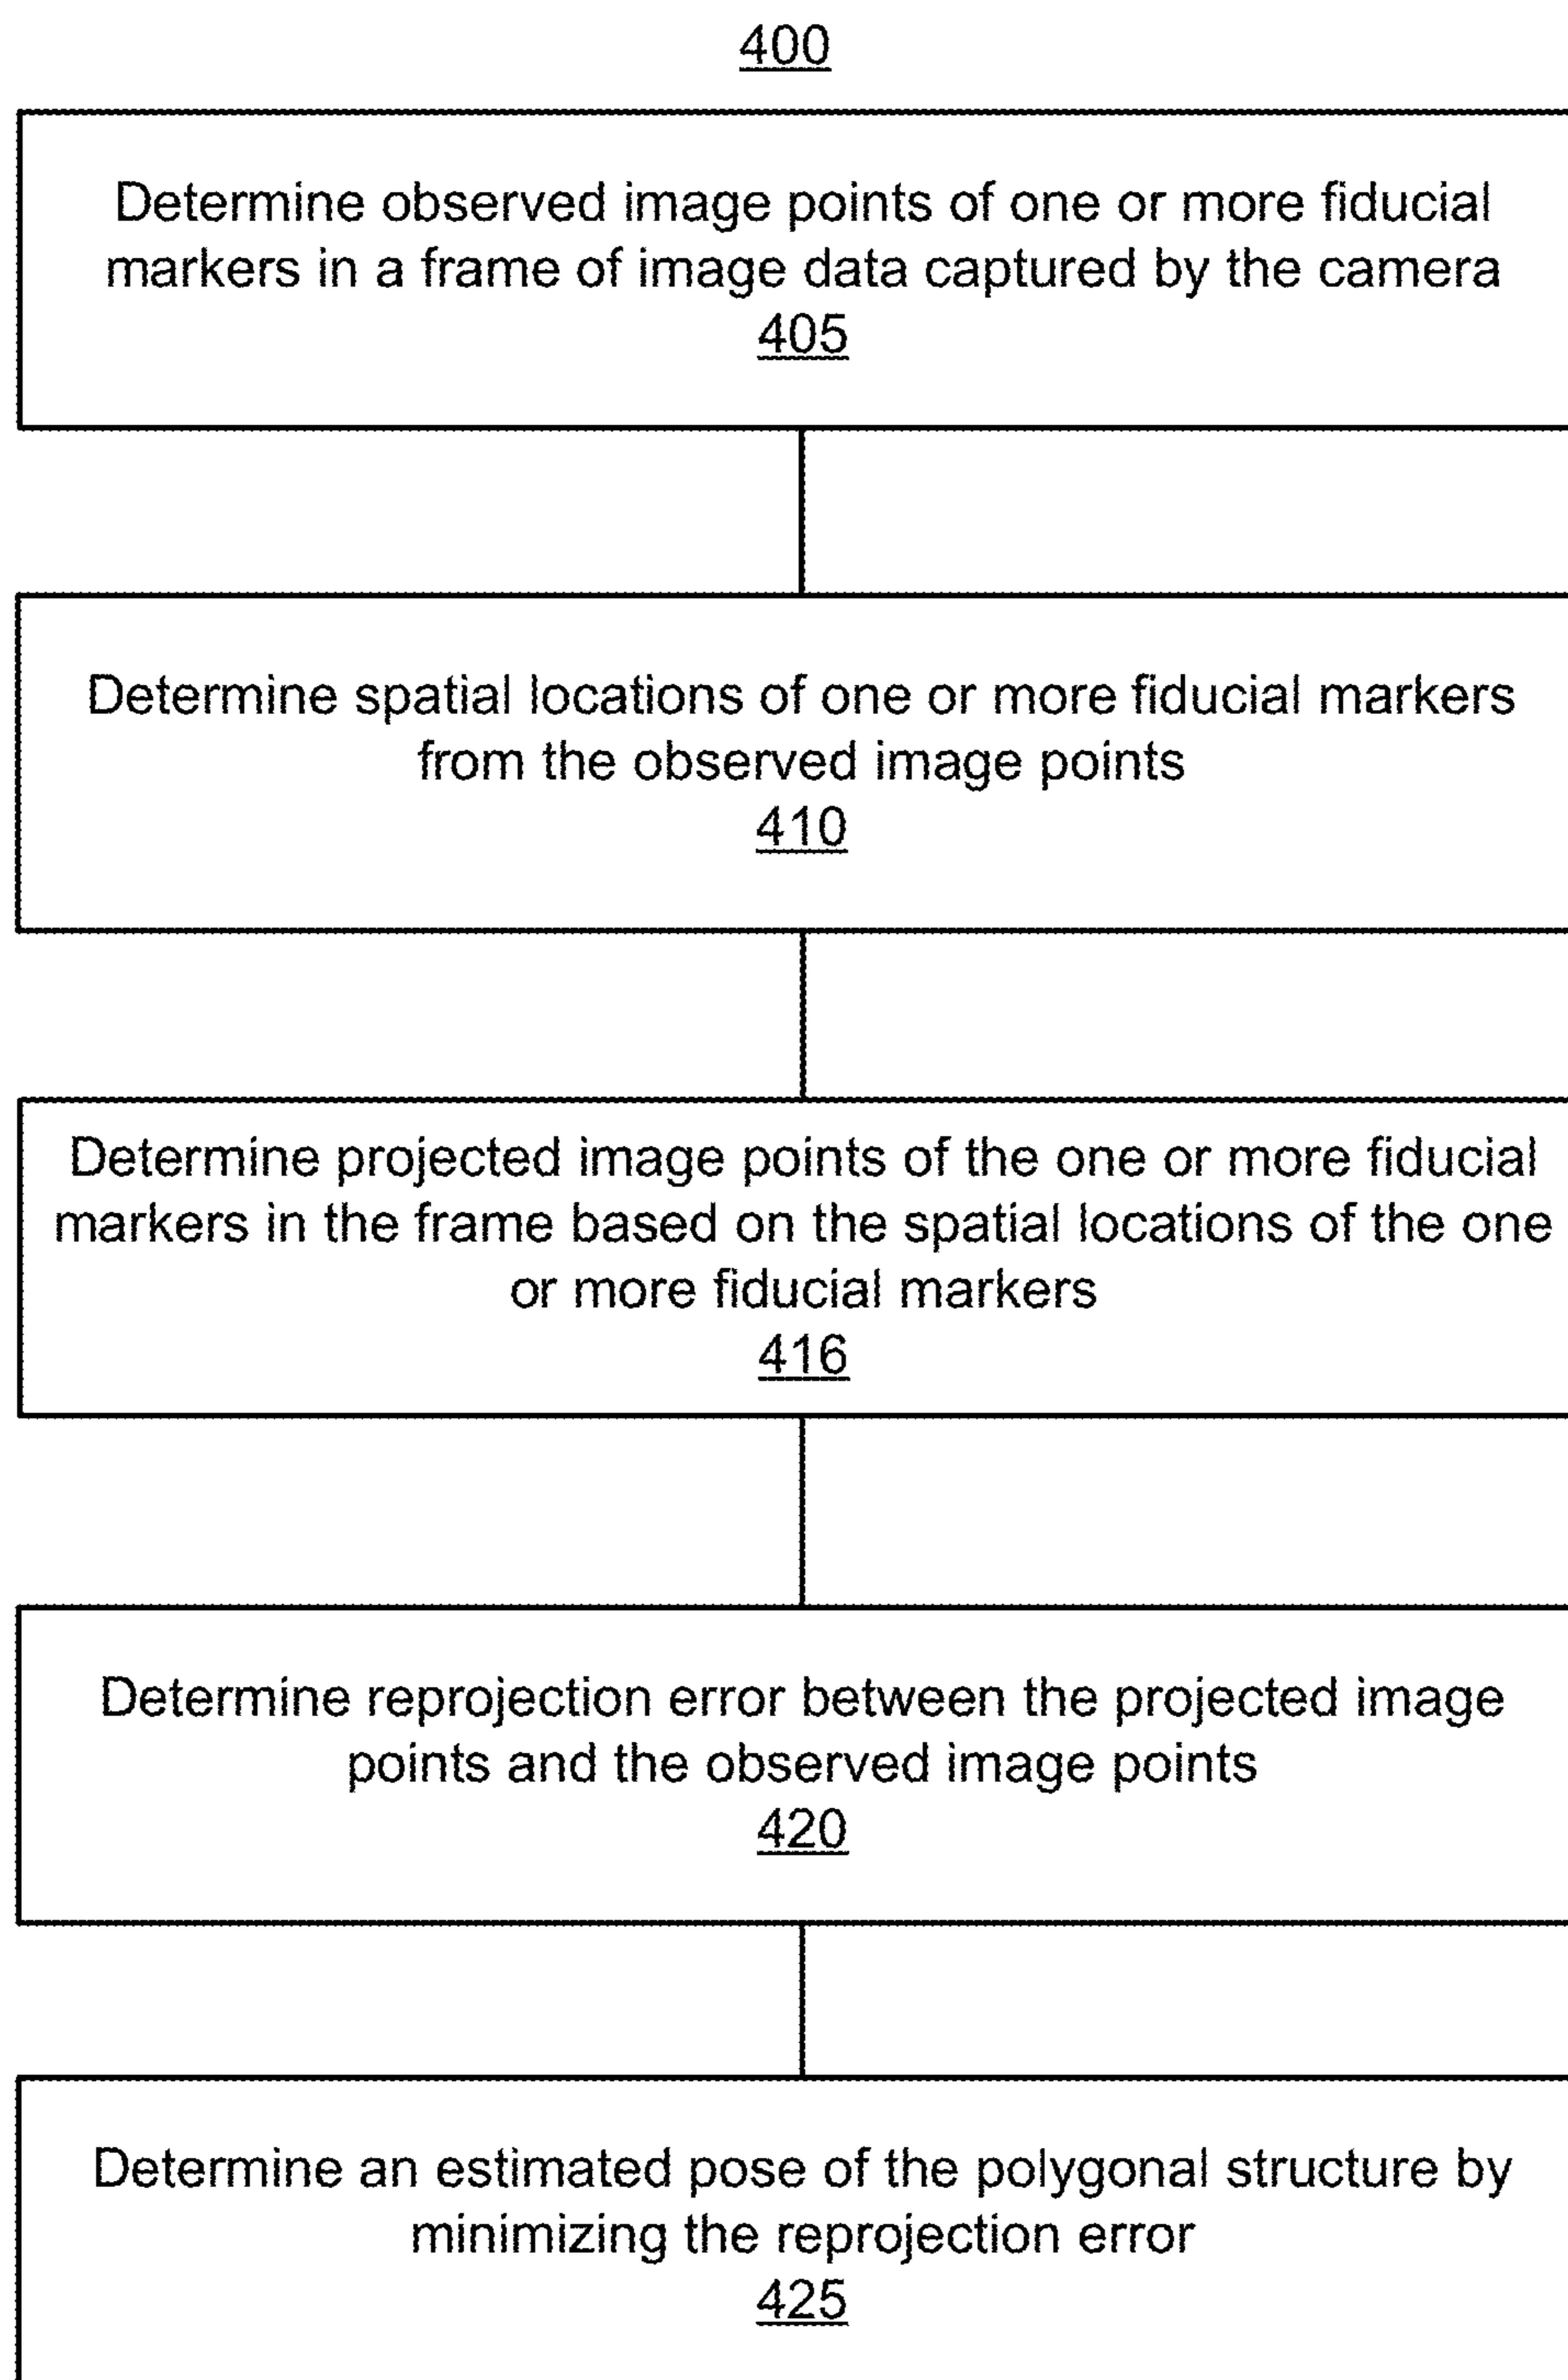 400
Determine observed image points of one or more fiducial
markers in a frame of image data captured by the camera
405
Determine spatial locations of one or more fiducial markers
from the observed image points
410
Determine projected image points of the one or more fiducial
markers in the frame based on the spatial locations of the one
or more fiducial markers
416
Determine reprojection error between the projected image
points and the observed image points
420
Determine an estimated pose of the polygonal structure by
minimizing the reprojection error
425